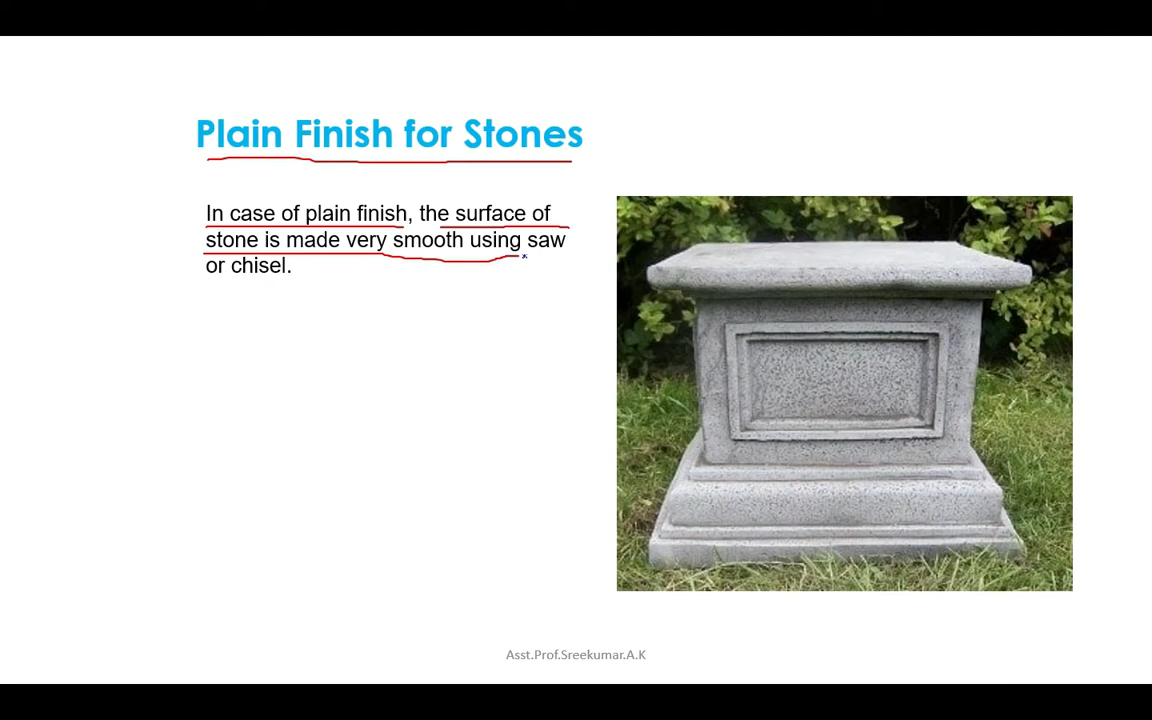 Plain Finish for Stones
In case of plain finish, the surface of
stone is made very smooth using saw
or chisel.
Asst.Prof.Sreekumar.A.K